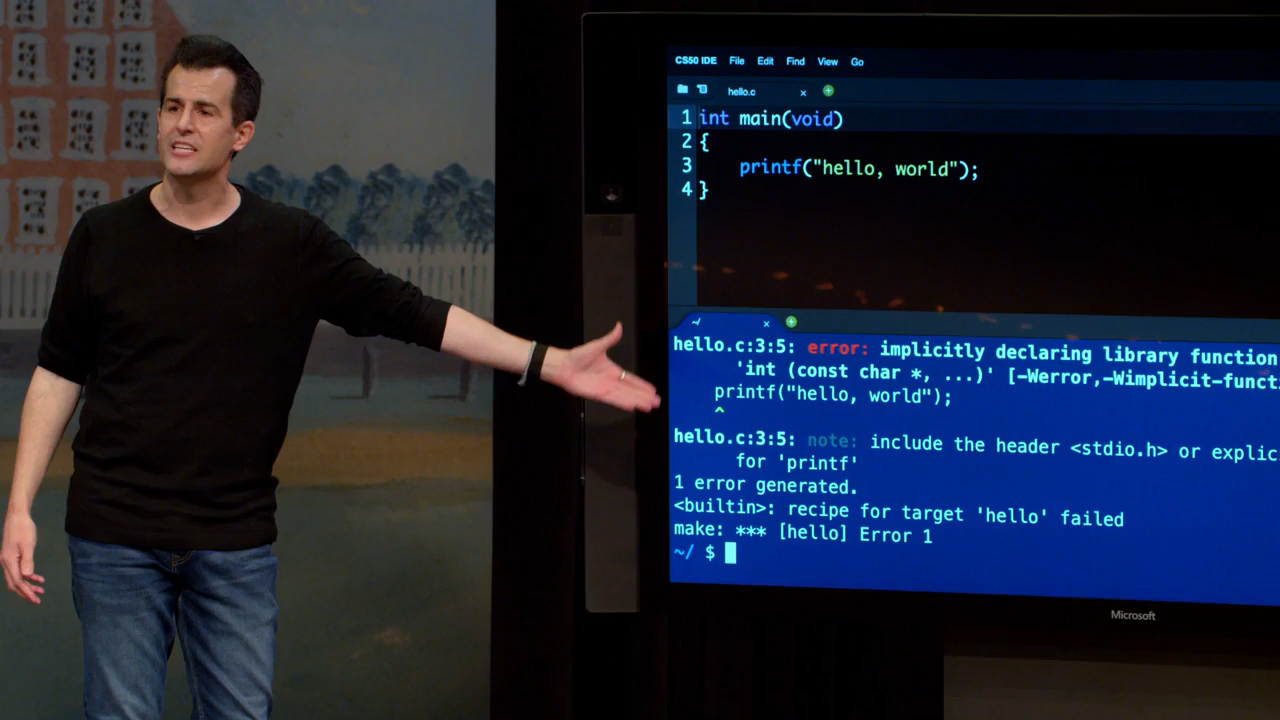 CS50 IDE File Edit Find View Go
hello.c
1 int main(void)
2 {
3 printf("hello, world");
4 }
~/
hello.c:3:5: error: implicitly declaring library function
'int (const char *, ...)' [-Werror,-Wimplicit-functi
printf("hello, world");
^
hello.c:3:5: note: include the header <stdio.h> or explic
for 'printf'
1 error generated.
<builtin>: recipe for target 'hello' failed
make: *** [hello] Error 1
~/ $
Microsoft